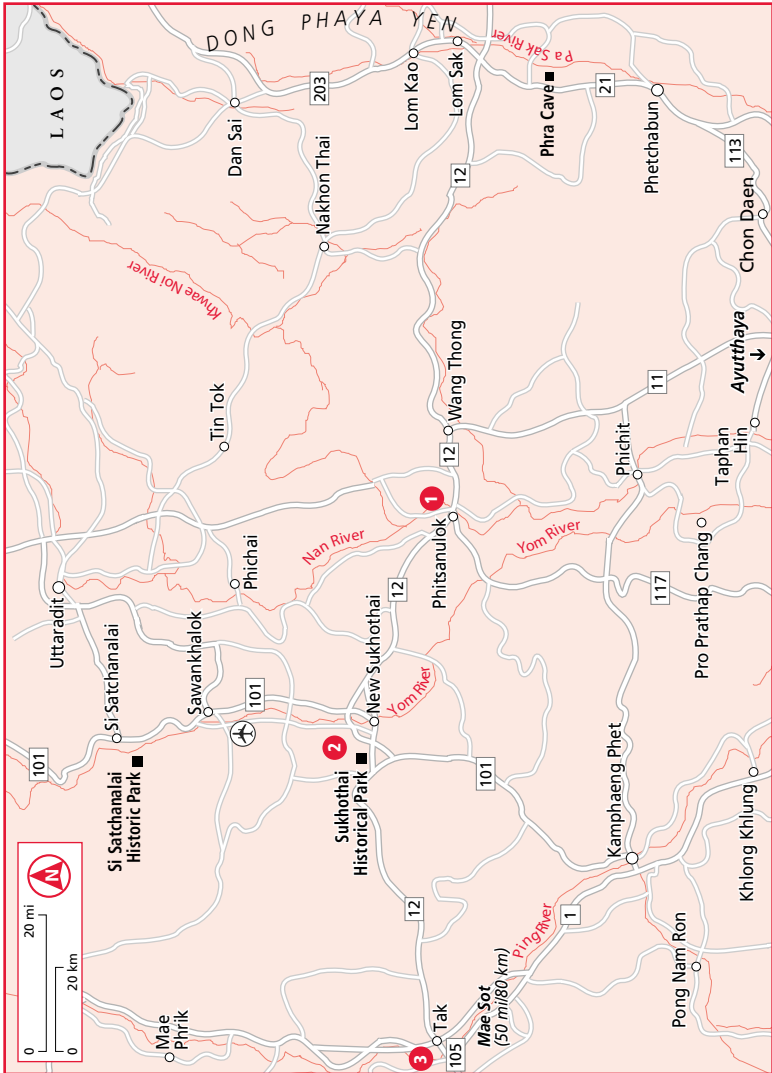 N
0
20 mi
0
20 km
101
Si Satchanalai
Historic Park
Si Satchanalai
Uttaradit
LAOS
DONG PHAYA YEN
Dan Sai
203
Khwae Noi River
Tin Tok
Nakhon Thai
Lom Kao
Lom Sak
Pa Sak River
Mae
Phrik
Sawankhalok
101
Phichai
Nan River
2
Sukhothai
Historical Park
New Sukhothai
Yom River
12
1
Phitsanulok
12
Wang Thong
12
Phra Cave
21
Phetchabun
113
Chon Daen
3
Tak
105
12
Mae Sot
(50 mi/80 km)
Ping River
1
101
Kamphaeng Phet
Yom River
117
Phichit
11
Pong Nam Ron
Khlong Khlung
Pro Prathap Chang
Taphan
Hin
Ayutthaya